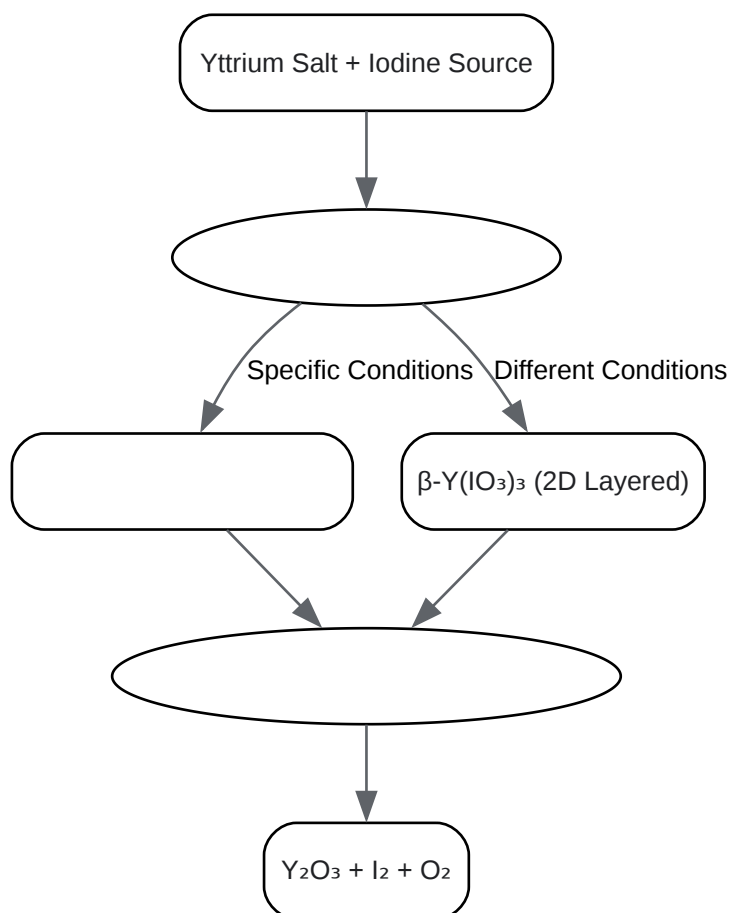 Yttrium Salt + Iodine Source
Specific Conditions
Different Conditions
β-Y(IO₃)₃ (2D Layered)
Y₂O₃ + I₂ + O₂